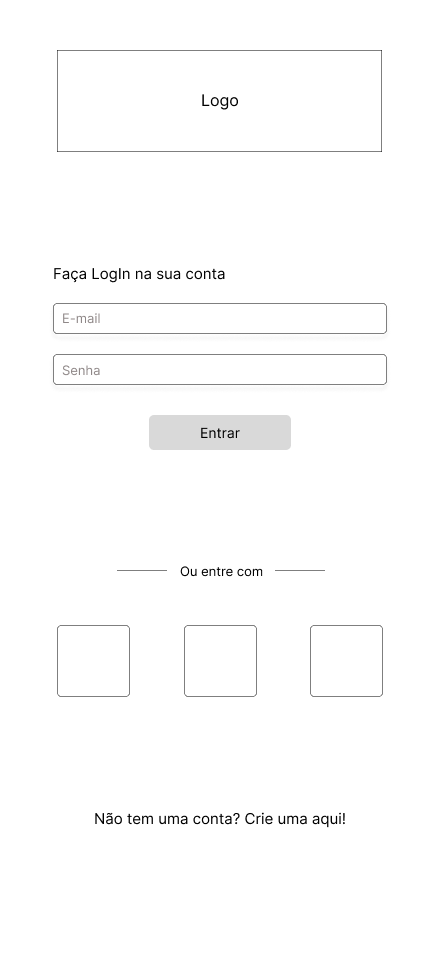 Logo
Faça LogIn na sua conta
E-mail
Senha
Entrar
Ou entre com
Não tem uma conta? Crie uma aqui!